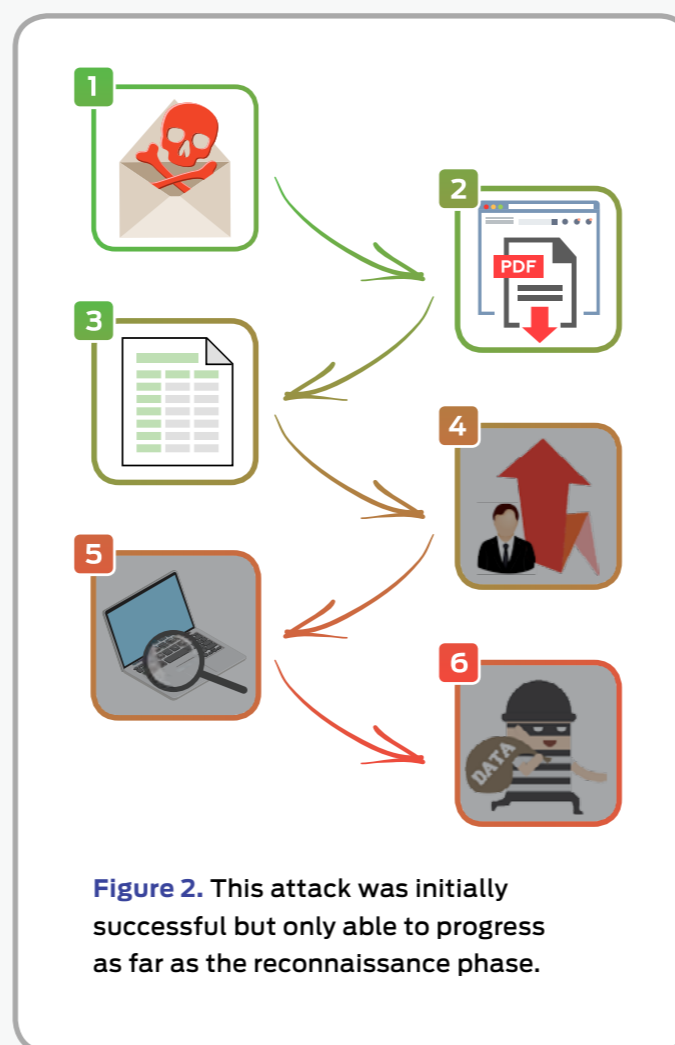 1
2
PDF
3
4
5
6
DATA
Figure 2. This attack was initially
successful but only able to progress
as far as the reconnaissance phase.